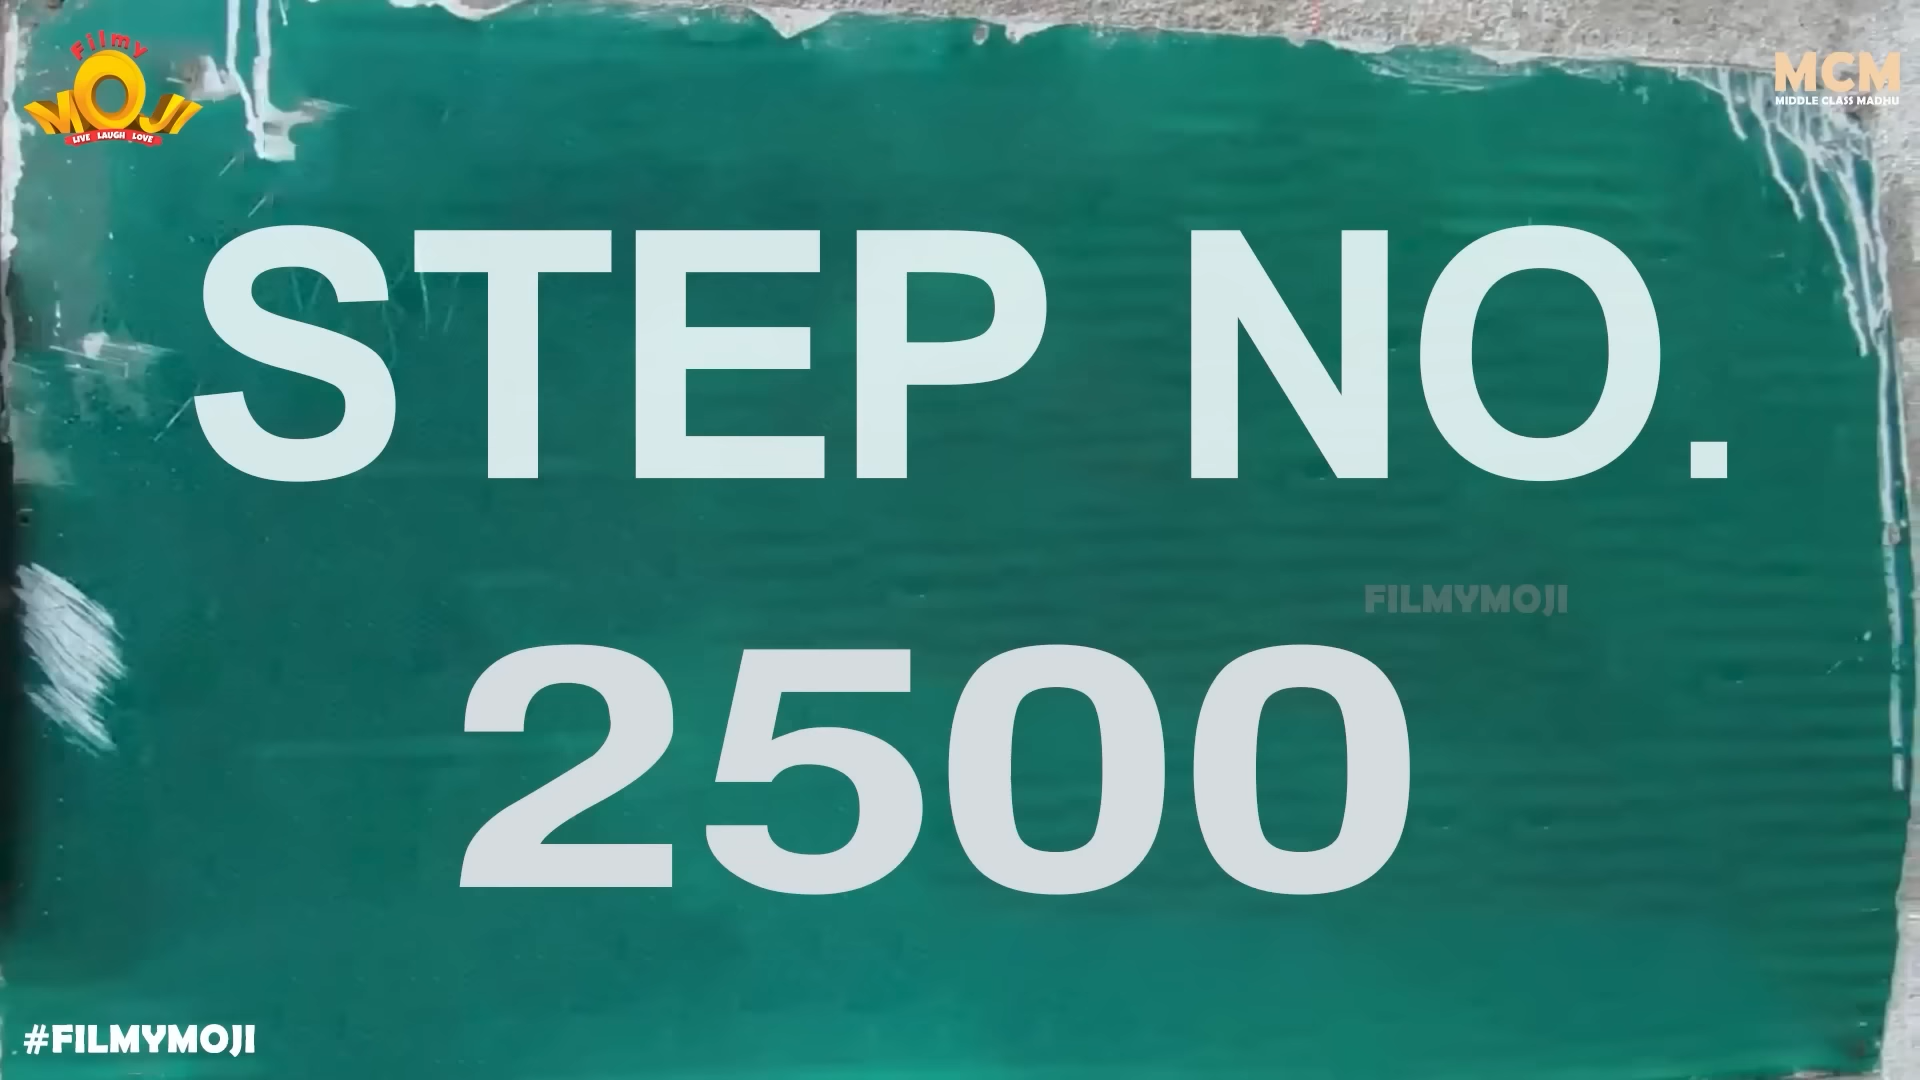 Filmy
MOJI
LIVE LAUGH LOVE
MCM
MIDDLE CLASS MADHU
STEP NO.
FILMYMOJI
2500
#FILMYMOJI